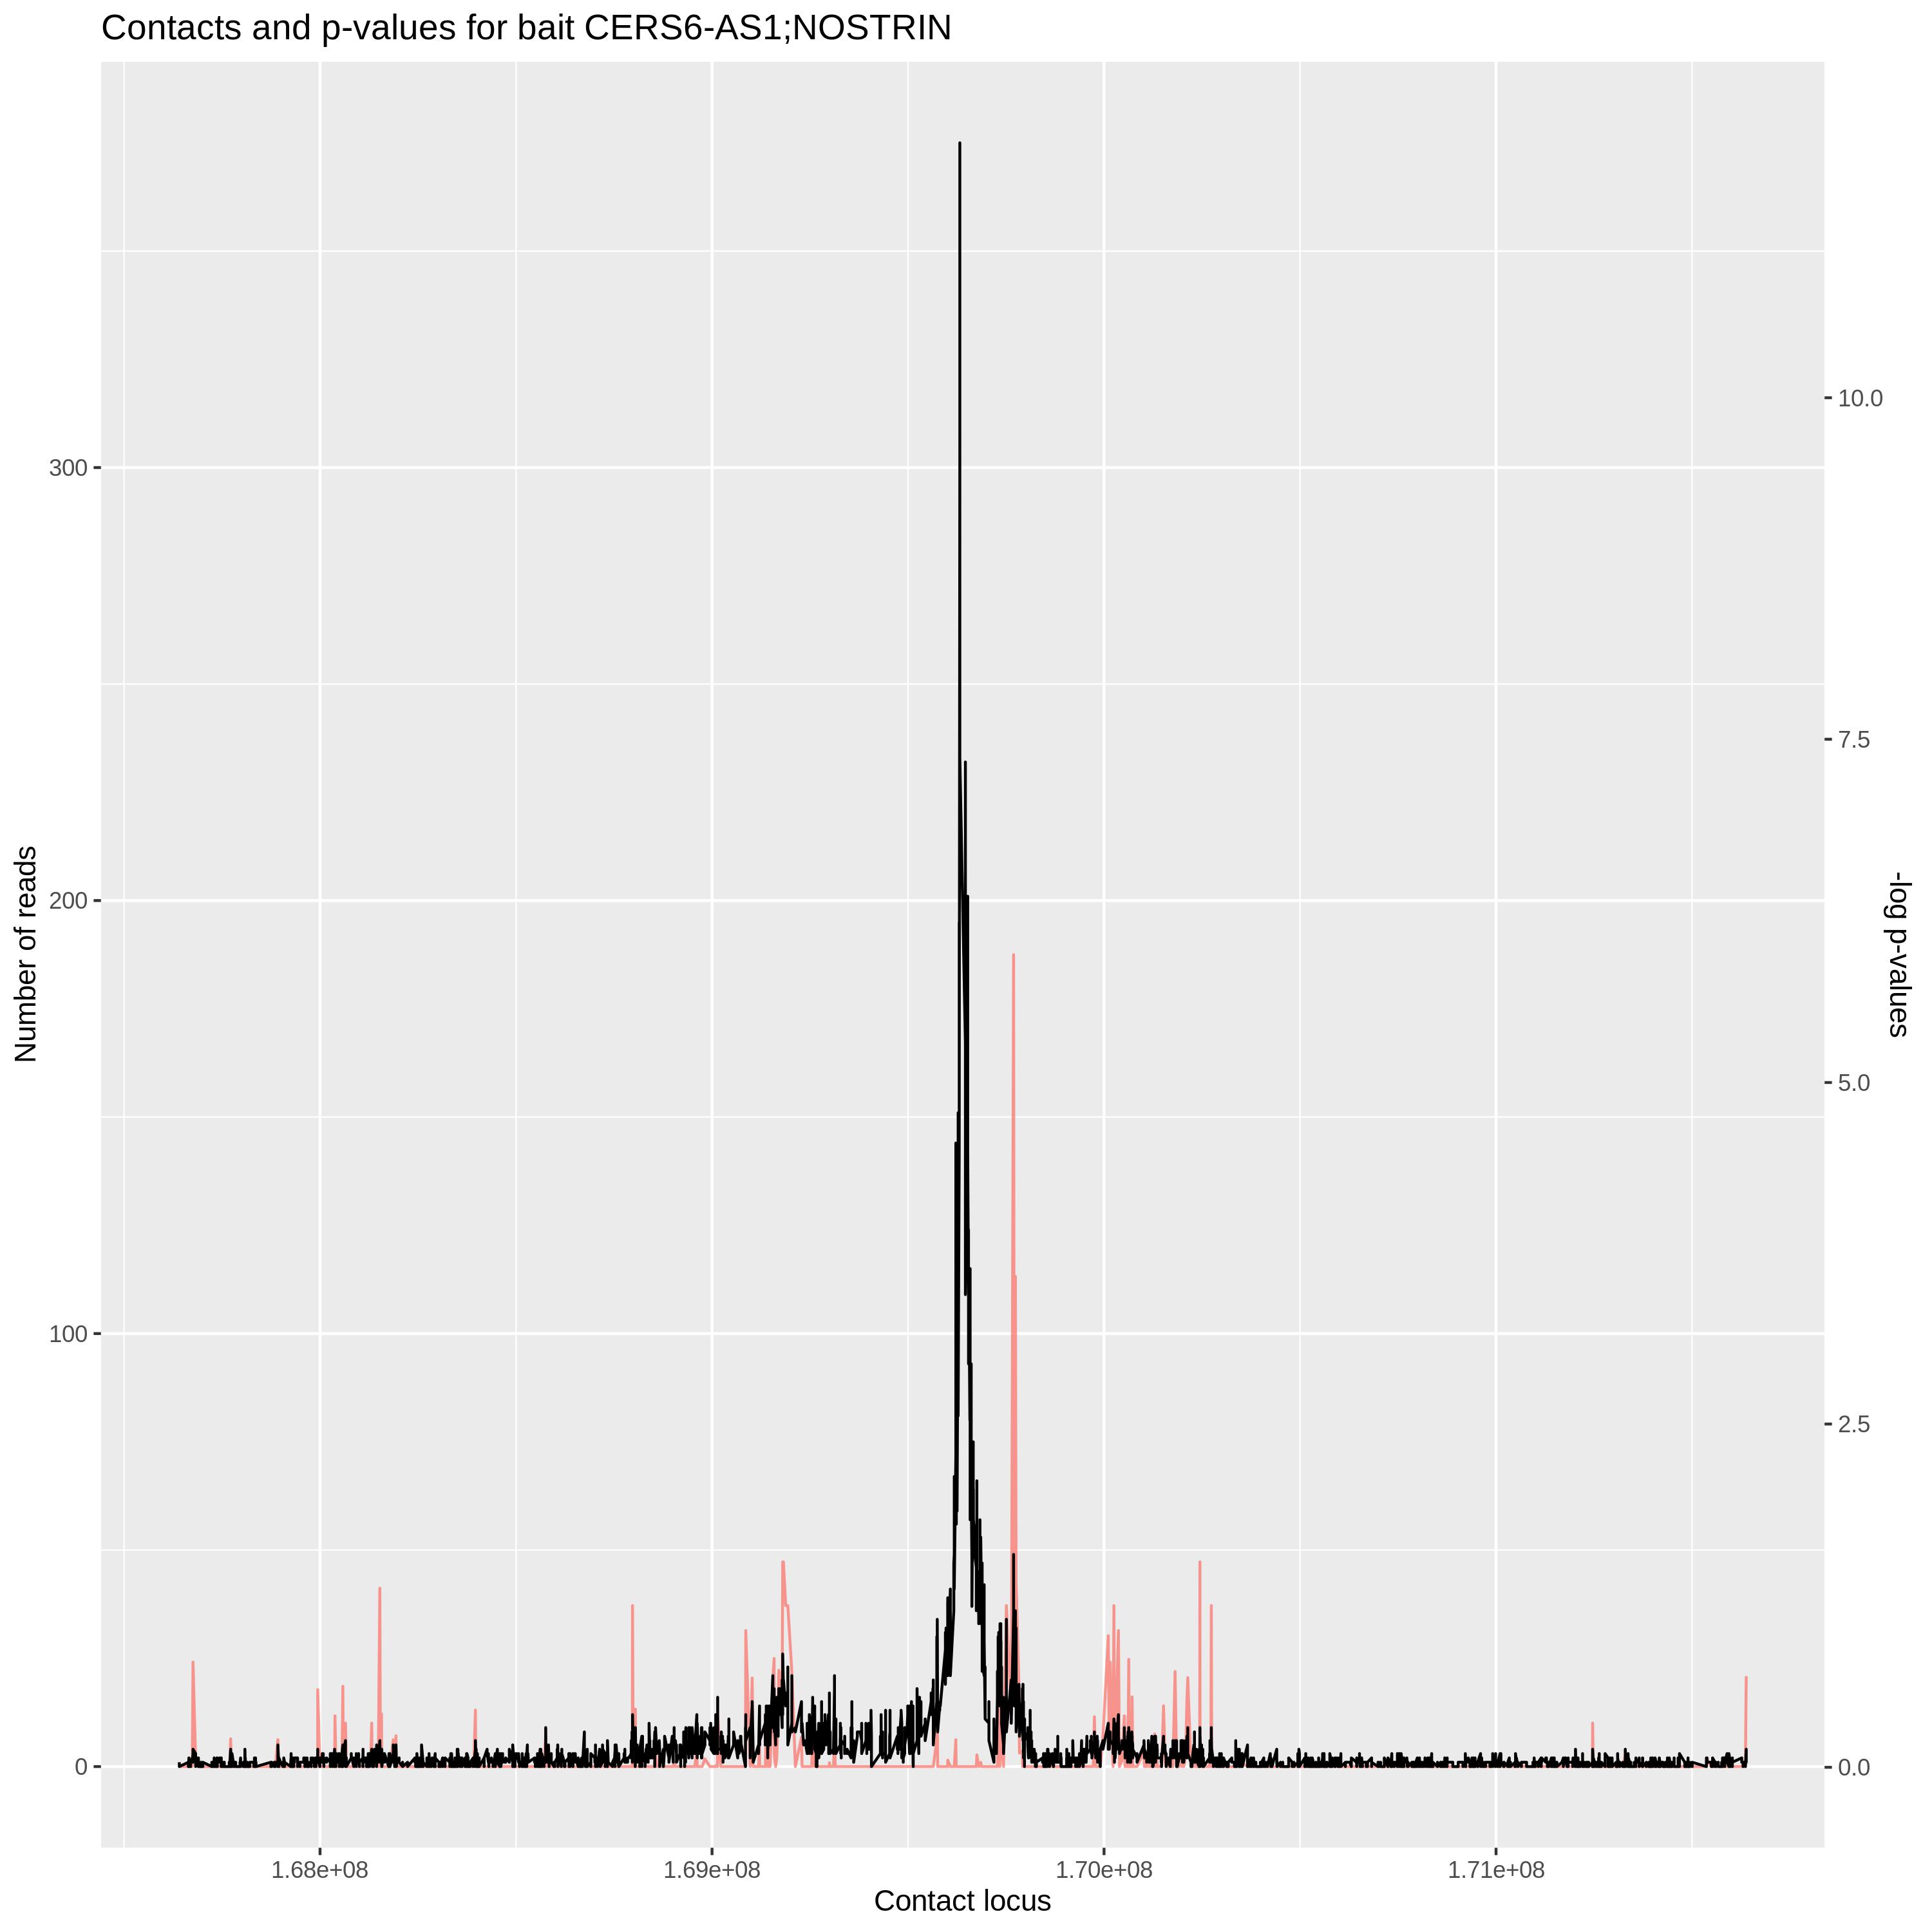 Contacts and p-values for bait CERS6-AS1;NOSTRIN
Number of reads
300
200
100
0
10.0
7.5
5.0
2.5
0.0
-log p-values
1.68e+08
1.69e+08
1.70e+08
1.71e+08
Contact locus